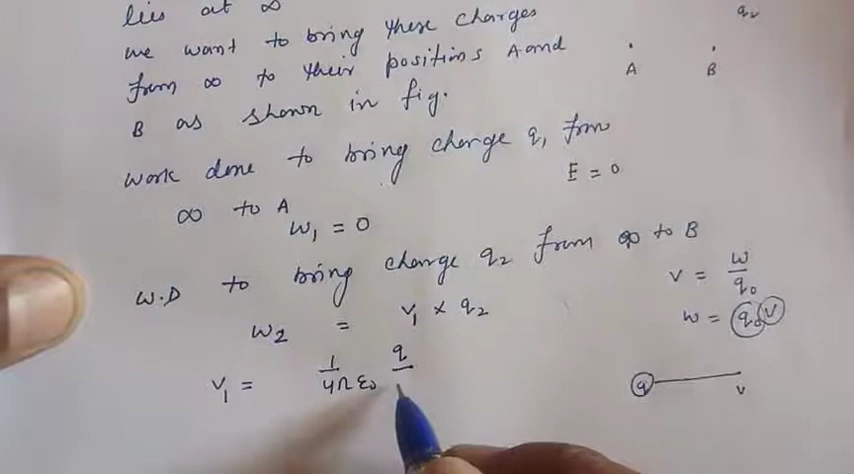 lies at ∞
q₂
we want to bring these charges
from ∞ to their positions A and
A B
B as shown in fig.
work done to bring charge q₁ from
∞ to A
E = 0
W₁ = 0
W.D to bring charge q₂ from ∞ to B
V = W/q₀
W₂ = V₁ × q₂
W = q₀V
V₁ = 1/4πε₀ q/
q V